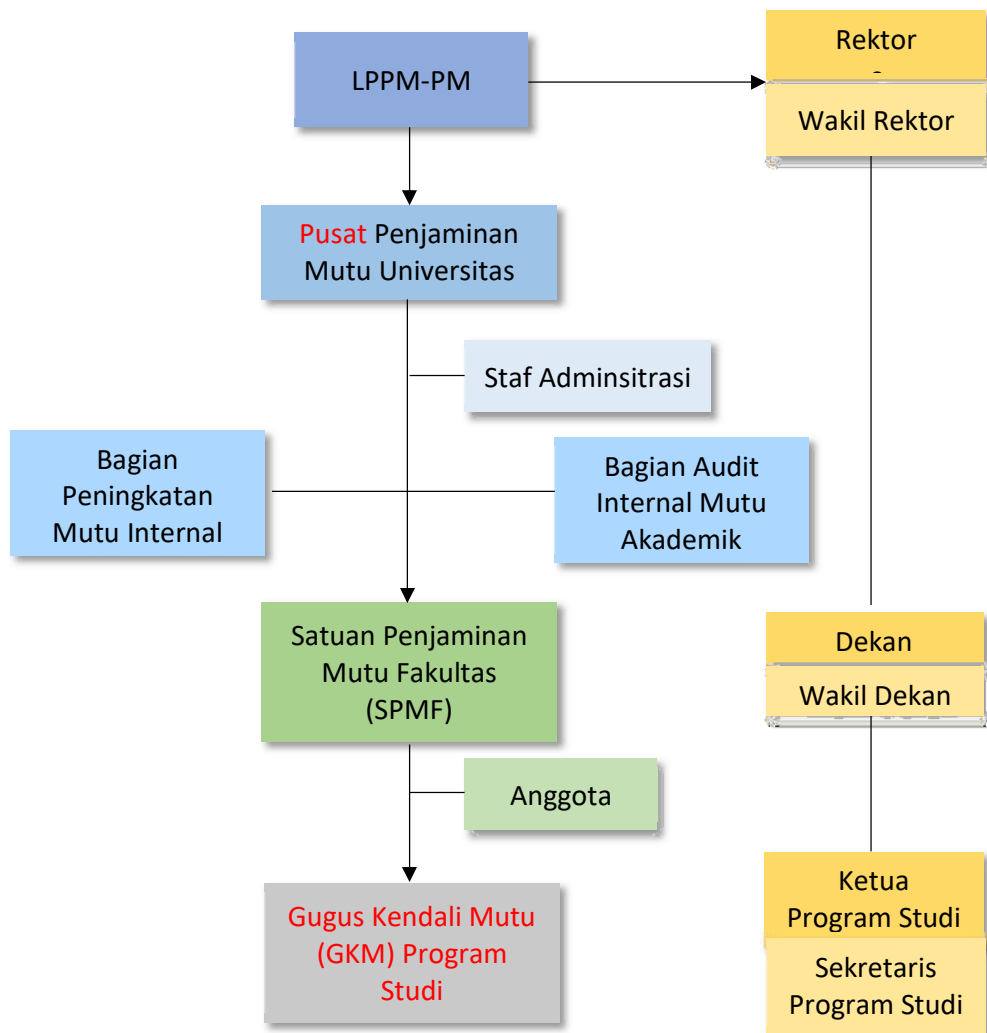 LPPM-PM
Rektor
Wakil Rektor
Pusat Penjaminan
Mutu Universitas
Staf Adminsitrasi
Bagian
Peningkatan
Mutu Internal
Bagian Audit
Internal Mutu
Akademik
Satuan Penjaminan
Mutu Fakultas
(SPMF)
Dekan
Wakil Dekan
Anggota
Gugus Kendali Mutu
(GKM) Program
Studi
Ketua
Program Studi
Sekretaris
Program Studi